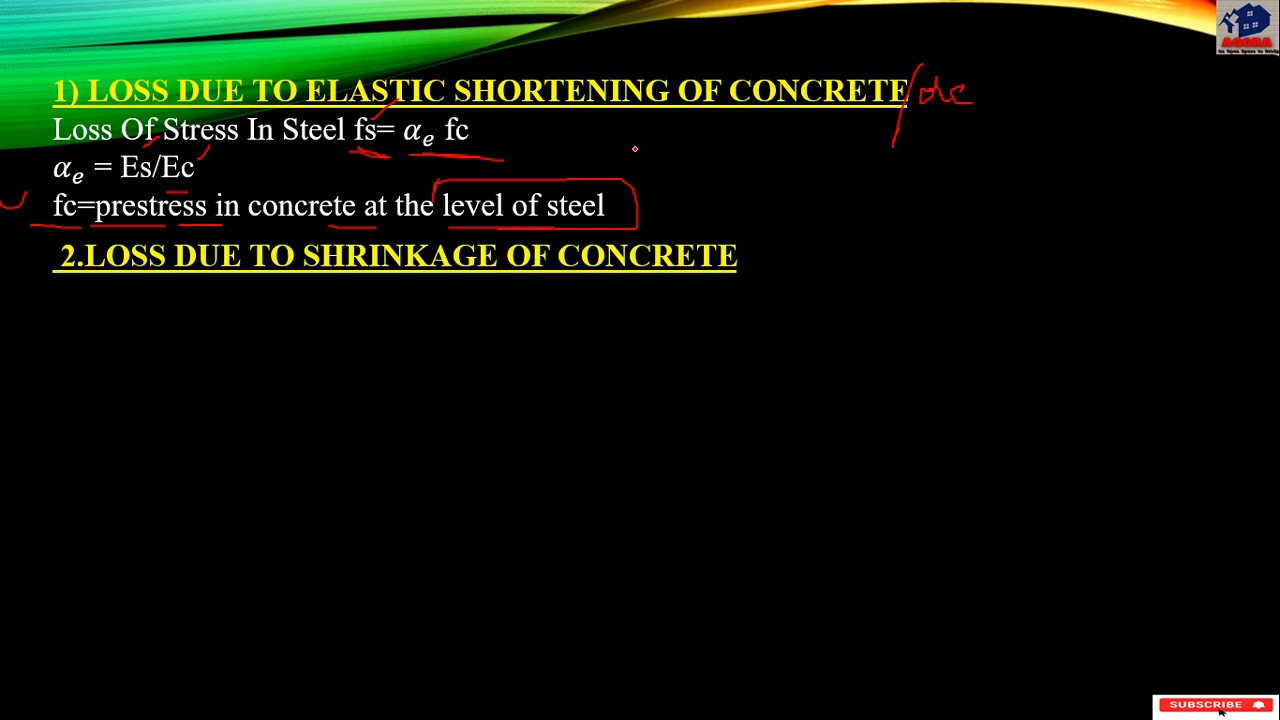 1) LOSS DUE TO ELASTIC SHORTENING OF CONCRETE
Loss Of Stress In Steel fs= αₑ fc
αₑ = Es/Ec
fc=prestress in concrete at the level of steel
2.LOSS DUE TO SHRINKAGE OF CONCRETE
SUBSCRIBE